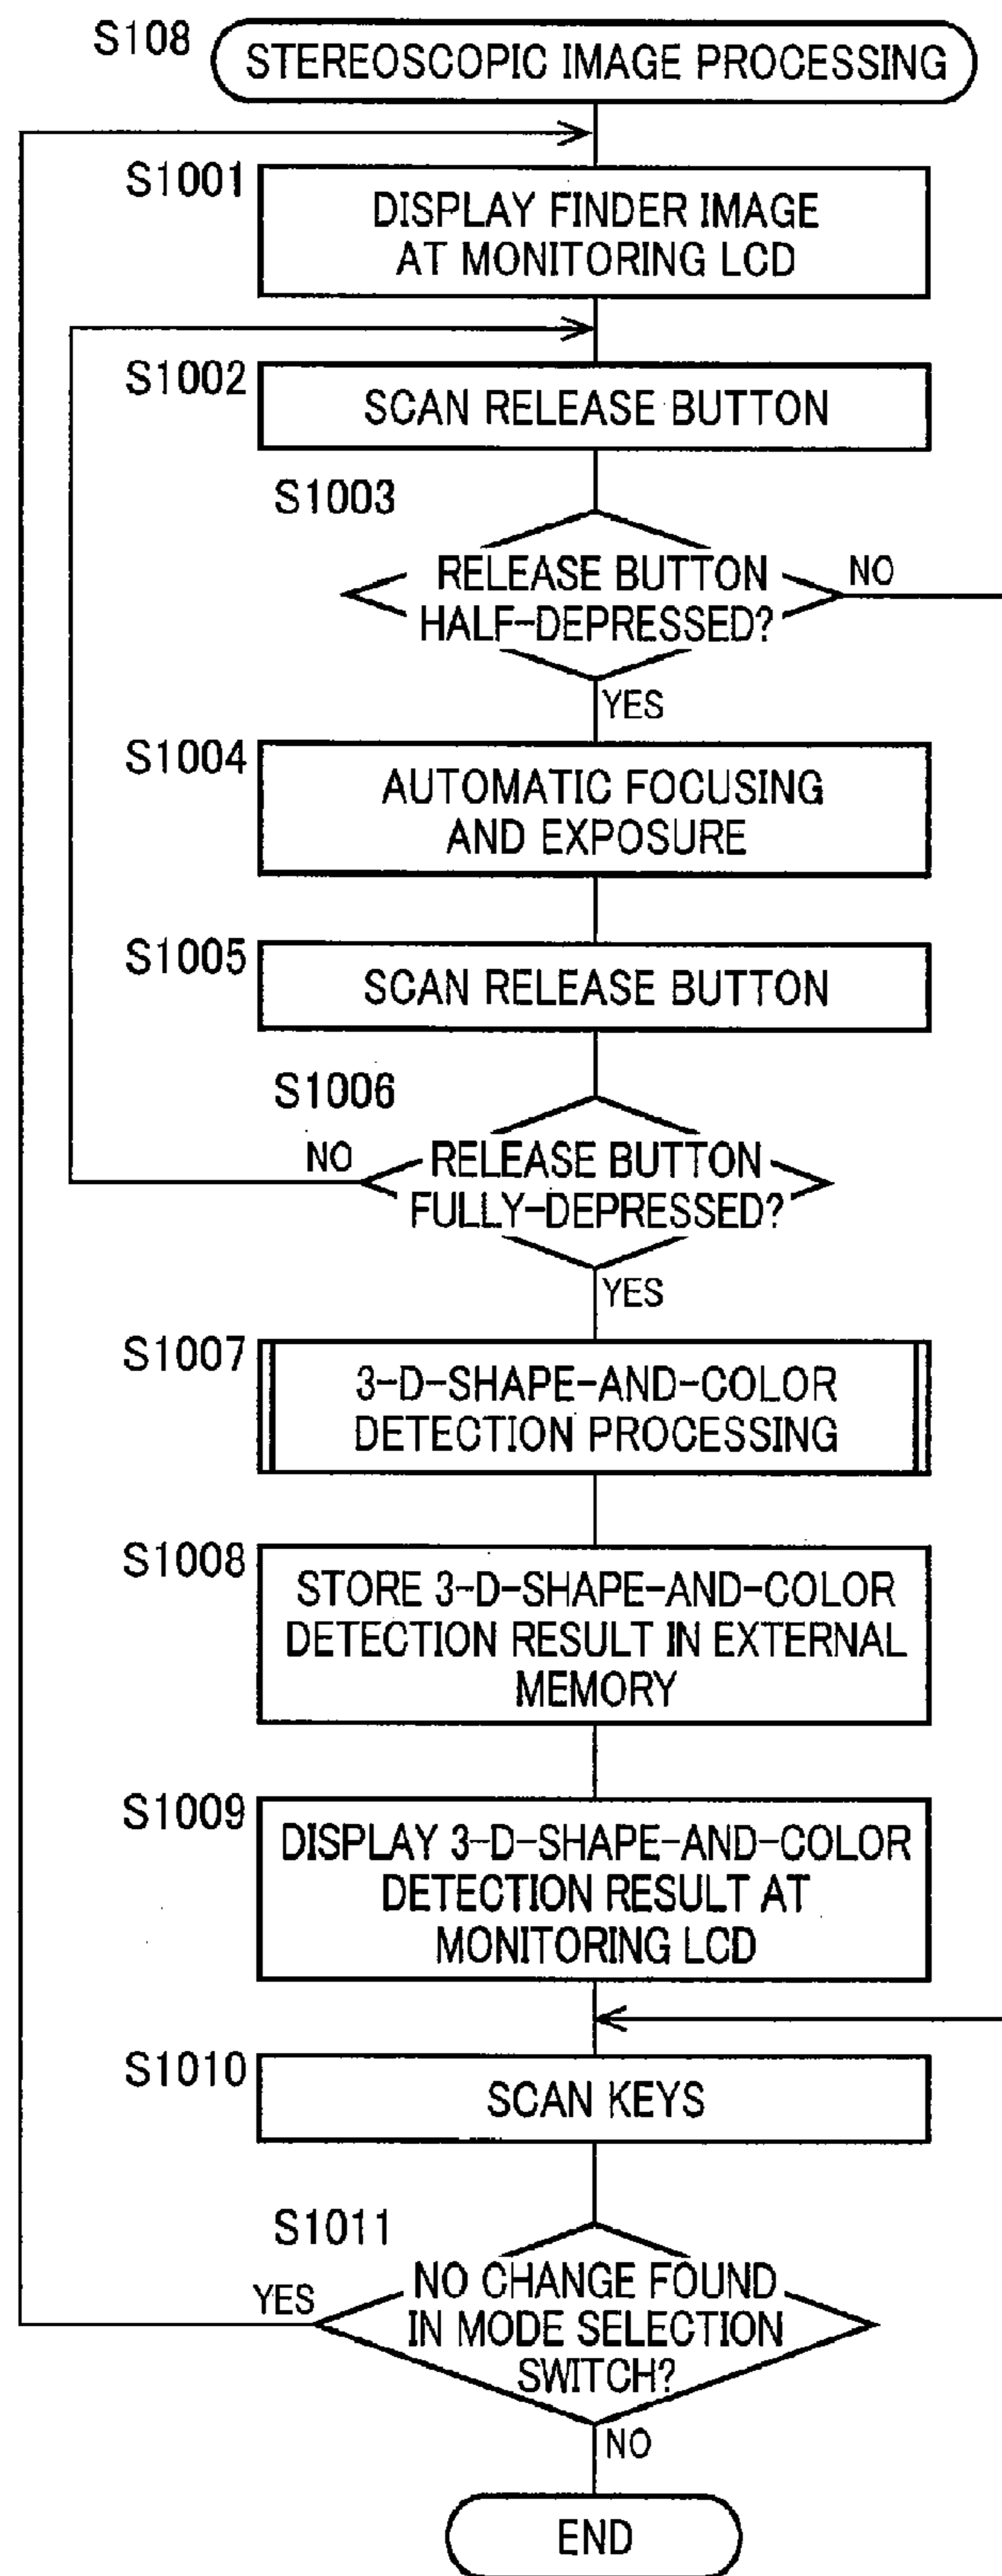 S108
STEREOSCOPIC IMAGE PROCESSING
S1001
DISPLAY FINDER IMAGE
AT MONITORING LCD
S1002
SCAN RELEASE BUTTON
S1003
RELEASE BUTTON
HALF-DEPRESSED?
NO
YES
S1004
AUTOMATIC FOCUSING
AND EXPOSURE
S1005
SCAN RELEASE BUTTON
S1006
NO
RELEASE BUTTON
FULLY-DEPRESSED?
YES
S1007
3-D-SHAPE-AND-COLOR
DETECTION PROCESSING
S1008
STORE 3-D-SHAPE-AND-COLOR
DETECTION RESULT IN EXTERNAL
MEMORY
S1009
DISPLAY 3-D-SHAPE-AND-COLOR
DETECTION RESULT AT
MONITORING LCD
S1010
SCAN KEYS
S1011
YES
NO CHANGE FOUND
IN MODE SELECTION
SWITCH?
NO
END